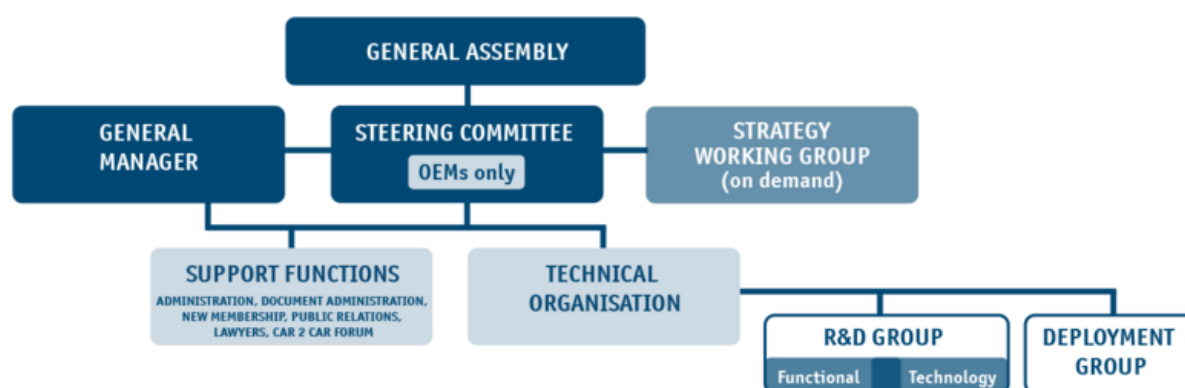 GENERAL ASSEMBLY
GENERAL
MANAGER
STEERING COMMITTEE
OEMs only
STRATEGY
WORKING GROUP
(on demand)
SUPPORT FUNCTIONS
ADMINISTRATION, DOCUMENT ADMINISTRATION,
NEW MEMBERSHIP, PUBLIC RELATIONS,
LAWYERS, CAR 2 CAR FORUM
TECHNICAL
ORGANISATION
R&D GROUP
Functional
Technology
DEPLOYMENT
GROUP